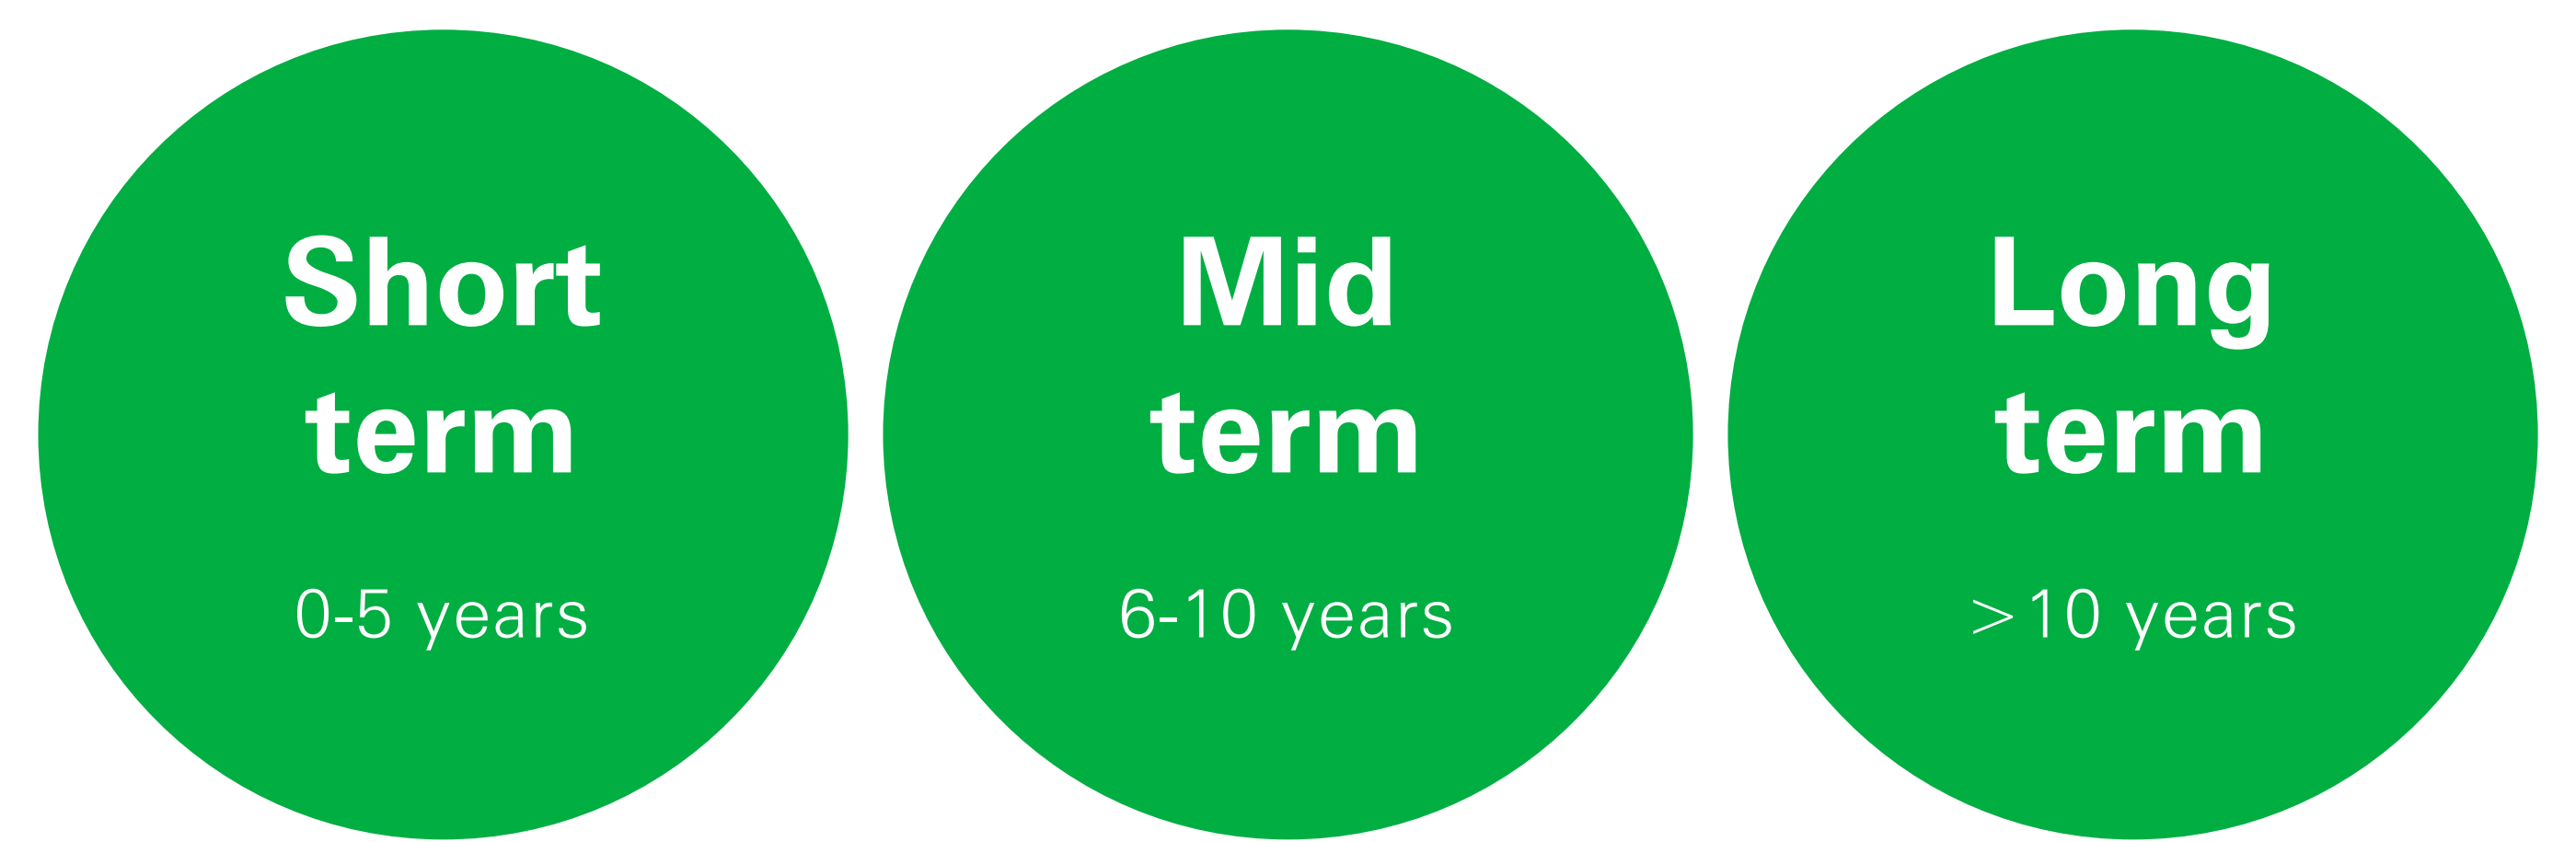 Short
term
0-5 years
Mid
term
6-10 years
Long
term
>10 years